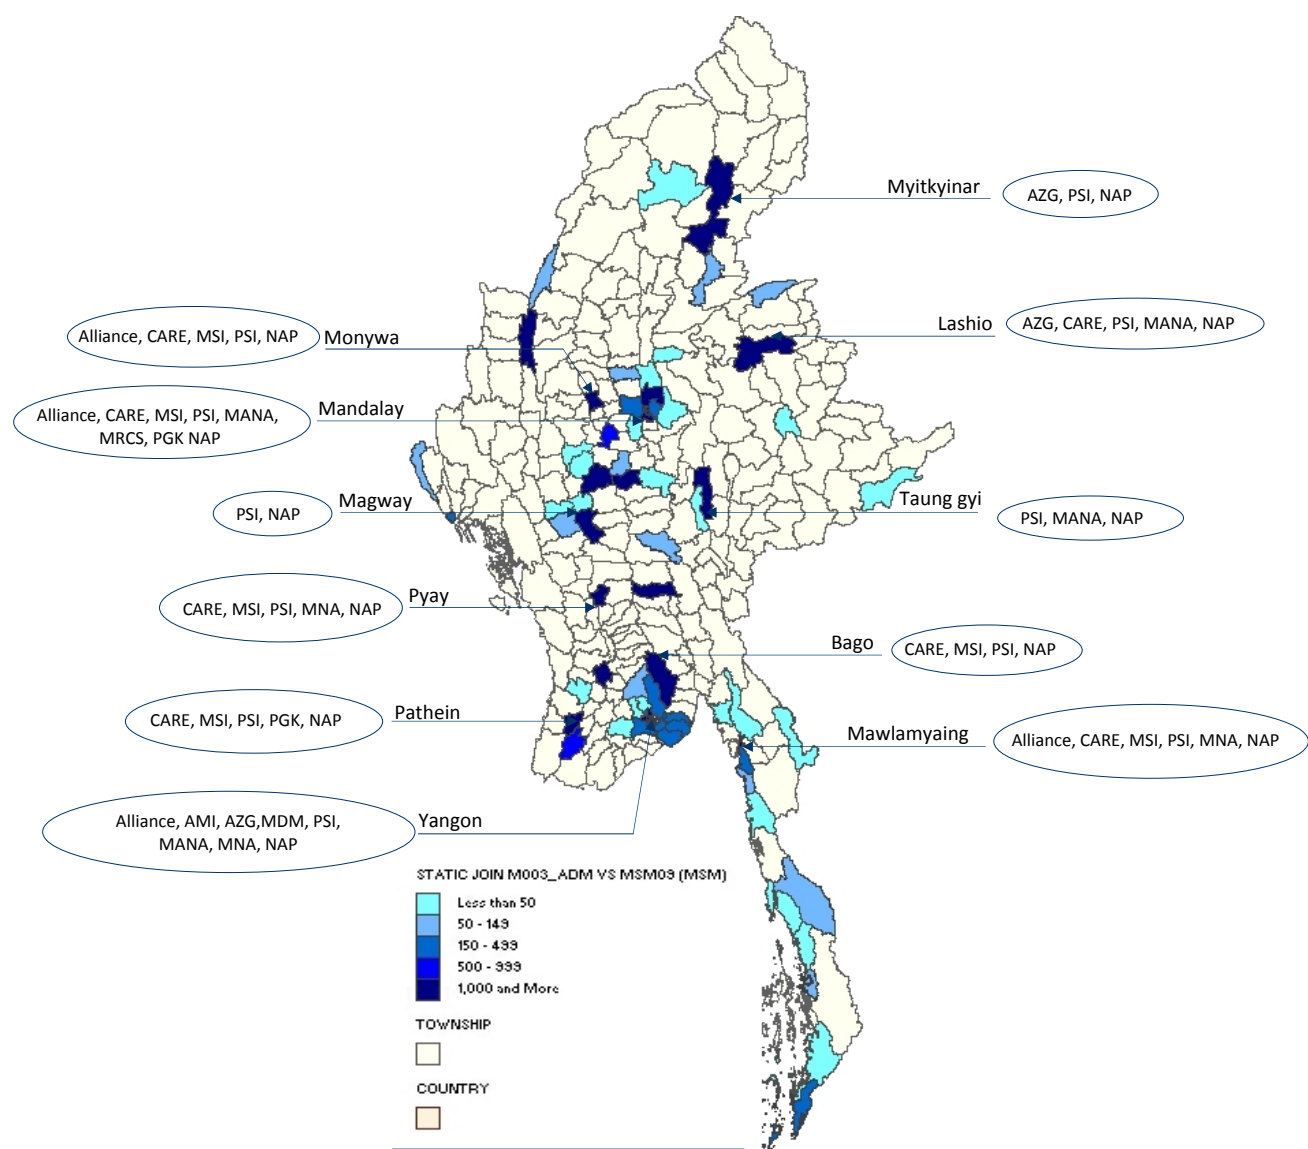 Myitkyinar
AZG, PSI, NAP
Alliance, CARE, MSI, PSI, NAP
Monywa
Lashio
AZG, CARE, PSI, MANA, NAP
Alliance, CARE, MSI, PSI, MANA,
MRCS, PGK NAP
Mandalay
PSI, NAP
Magway
Taung gyi
PSI, MANA, NAP
CARE, MSI, PSI, MNA, NAP
Pyay
Bago
CARE, MSI, PSI, NAP
CARE, MSI, PSI, PGK, NAP
Pathein
Mawlamyaing
Alliance, CARE, MSI, PSI, MNA, NAP
Alliance, AMI, AZG,MDM, PSI,
MANA, MNA, NAP
Yangon
STATIC JOIN M003_ADM VS MSM09 (MSM)
Less than 50
50 - 149
150 - 499
500 - 999
1,000 and More
TOWNSHIP
COUNTRY